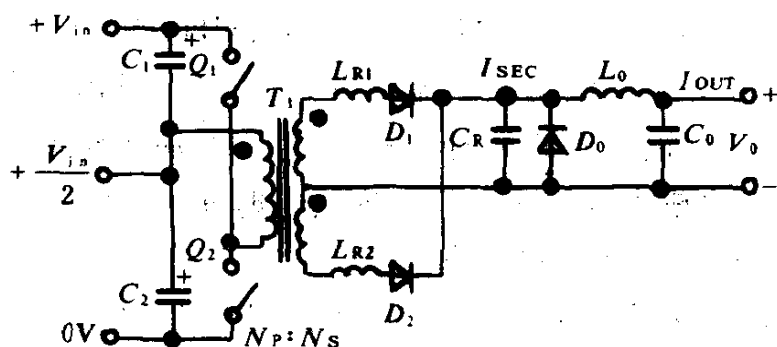 + Vin
C1
+
Q1
T1
LR1
D1
ISEC
L0
IOUT
+
CR
D0
C0
V0
−
+ Vin/2
Q2
C2
+
LR2
D2
0V
NP:NS